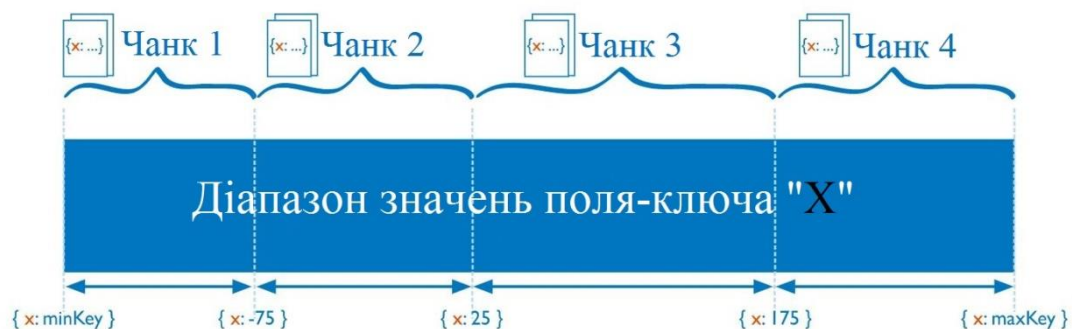 {x: ...} Чанк 1 {x: ...} Чанк 2 {x: ...} Чанк 3 {x: ...} Чанк 4
Діапазон значень поля-ключа "X"
{ x: minKey } { x: -75 } { x: 25 } { x: 175 } { x: maxKey }